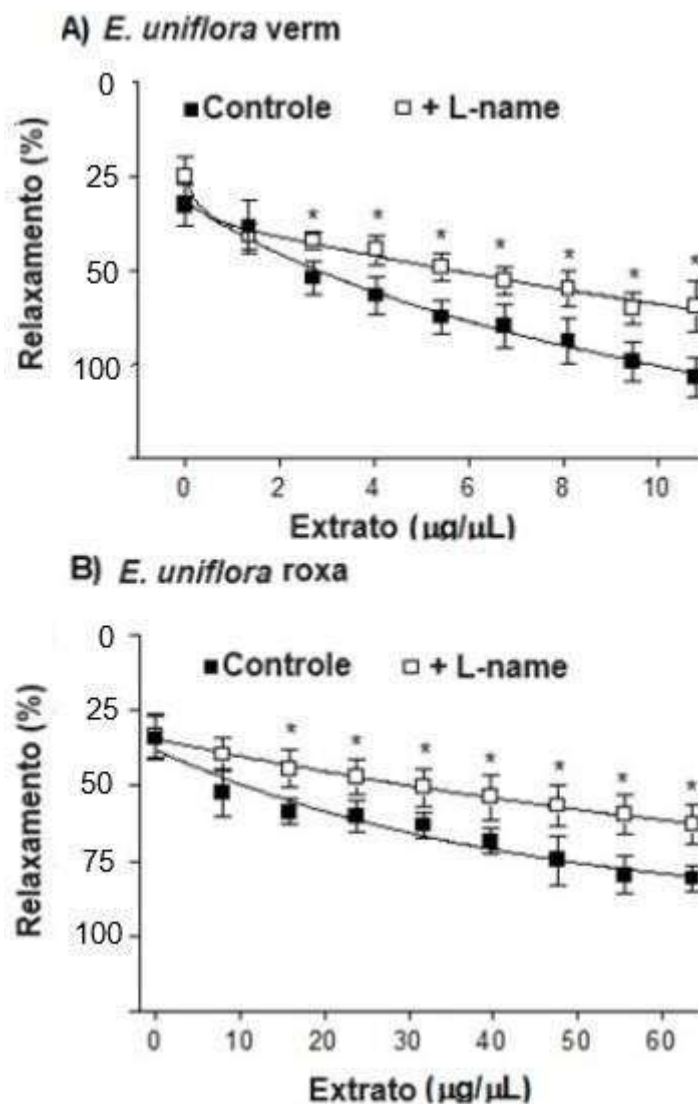 A) E. uniflora verm
Relaxamento (%)
0
25
50
100
Controle + L-name
* * * * * * *
0 2 4 6 8 10
Extrato (µg/µL)
B) E. uniflora roxa
Relaxamento (%)
0
25
50
75
100
Controle + L-name
* * * * * * *
0 10 20 30 40 50 60
Extrato (µg/µL)